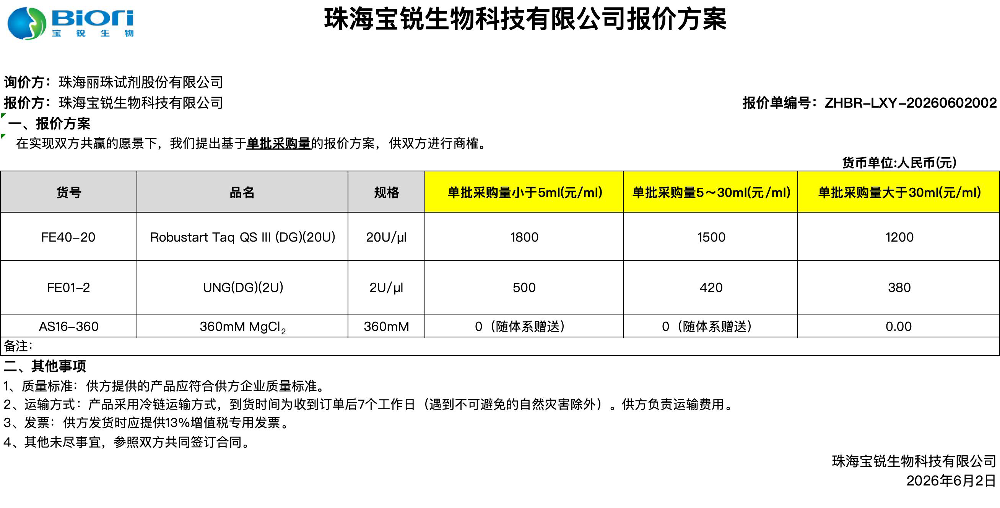 BiOri
宝锐生物
珠海宝锐生物科技有限公司报价方案
询价方：珠海丽珠试剂股份有限公司
报价方：珠海宝锐生物科技有限公司 报价单编号：ZHBR-LXY-20260602002
一、报价方案
在实现双方共赢的愿景下，我们提出基于单批采购量的报价方案，供双方进行商榷。
货币单位:人民币(元)
货号 品名 规格 单批采购量小于5ml(元/ml) 单批采购量5～30ml(元/ml) 单批采购量大于30ml(元/ml)
FE40-20 Robustart Taq QS III (DG)(20U) 20U/μl 1800 1500 1200
FE01-2 UNG(DG)(2U) 2U/μl 500 420 380
AS16-360 360mM MgCl₂ 360mM 0（随体系赠送） 0（随体系赠送） 0.00
备注：
二、其他事项
1、质量标准：供方提供的产品应符合供方企业质量标准。
2、运输方式：产品采用冷链运输方式，到货时间为收到订单后7个工作日（遇到不可避免的自然灾害除外）。供方负责运输费用。
3、发票：供方发货时应提供13%增值税专用发票。
4、其他未尽事宜，参照双方共同签订合同。
珠海宝锐生物科技有限公司
2026年6月2日